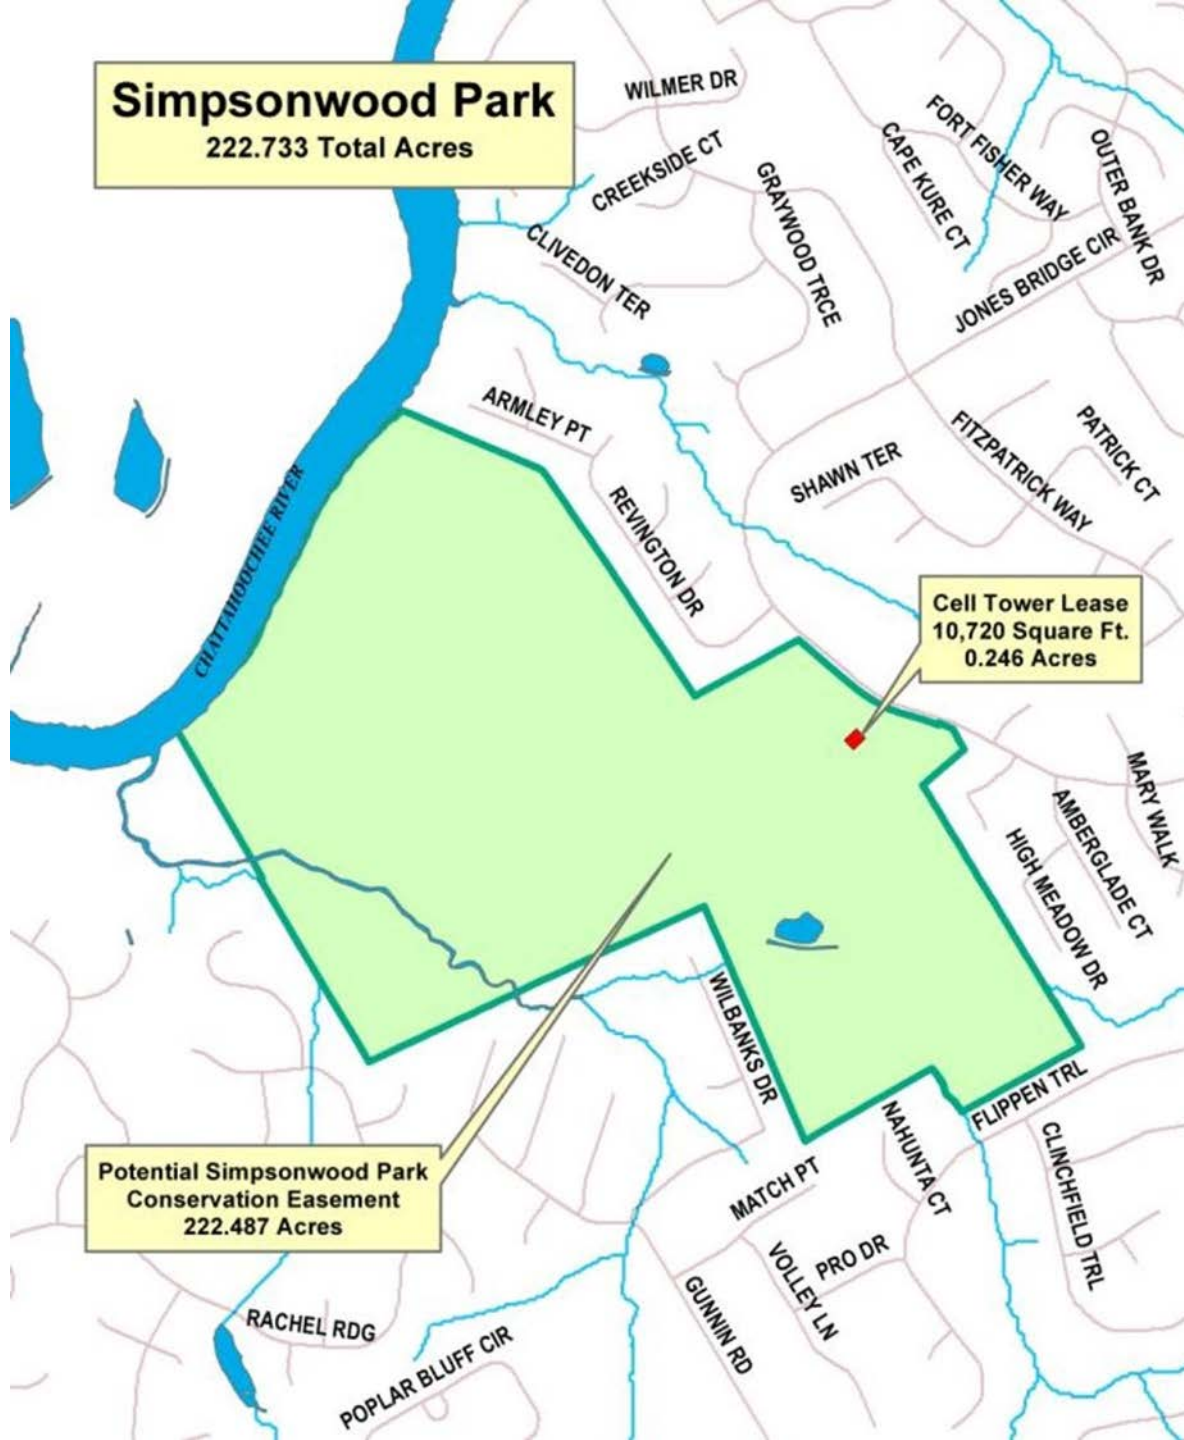 Simpsonwood Park
222.733 Total Acres
WILMER DR
CREEKSIDE CT
CLIVEDON TER
GRAYWOOD TRCE
CAPE KURE CT
FORT FISHER WAY
OUTER BANK DR
JONES BRIDGE CIR
ARMLEY PT
REVINGTON DR
SHAWN TER
FITZPATRICK WAY
PATRICK CT
CHATTAHOOCHEE RIVER
Cell Tower Lease
10,720 Square Ft.
0.246 Acres
MARY WALK
AMBERGLADE CT
HIGH MEADOW DR
WILBANKS DR
FLIPPEN TRL
NAHUNTA CT
CLINCHFIELD TRL
Potential Simpsonwood Park
Conservation Easement
222.487 Acres
MATCH PT
PRO DR
VOLLEY LN
GUNNIN RD
RACHEL RDG
POPLAR BLUFF CIR